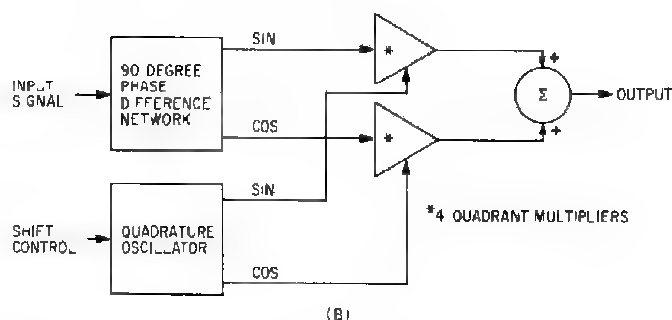 SIN
90 DEGREE
PHASE
DIFFERENCE
NETWORK
INPUT
SIGNAL
*
+
Σ
OUTPUT
COS
*
+
SIN
SHIFT
CONTROL
QUADRATURE
OSCILLATOR
*4 QUADRANT MULTIPLIERS
COS
(B)